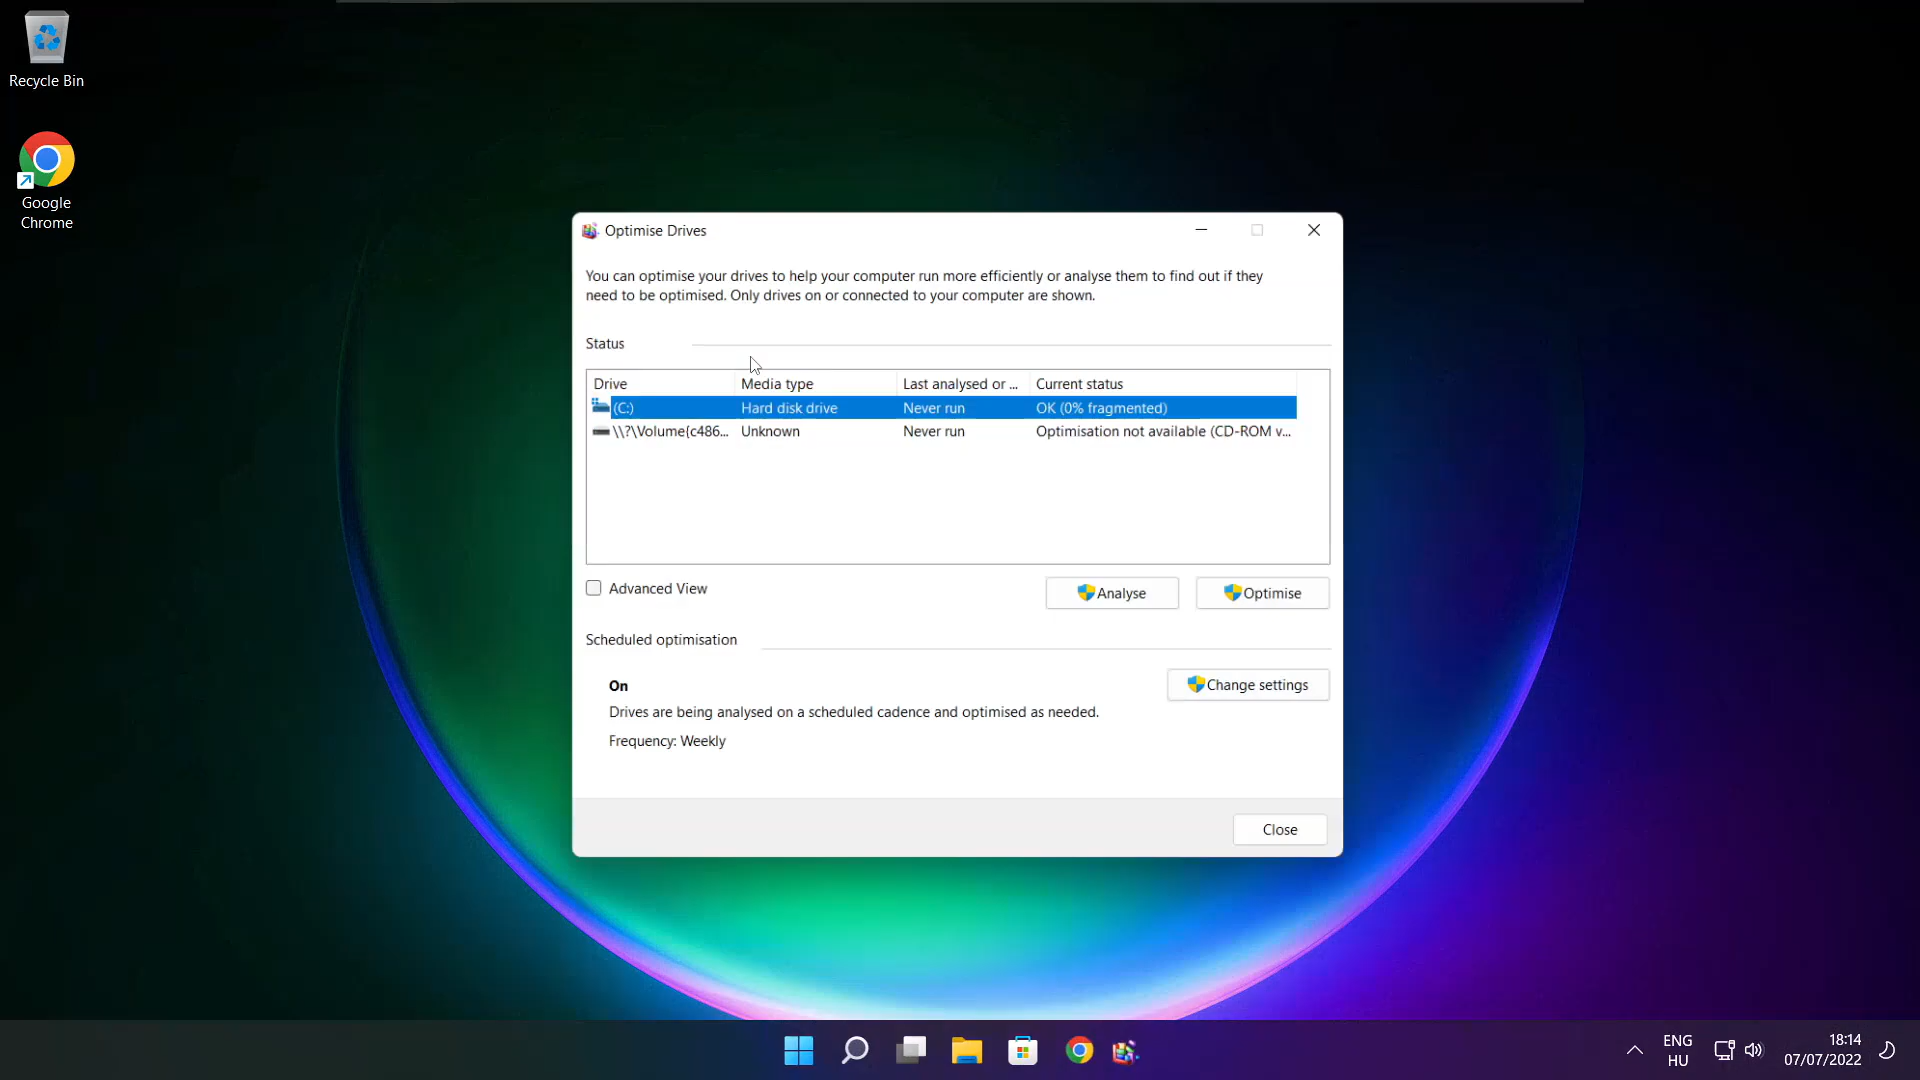 Recycle Bin
Google
Chrome
Optimise Drives
You can optimise your drives to help your computer run more efficiently or analyse them to find out if they
need to be optimised. Only drives on or connected to your computer are shown.
Status
Drive Media type Last analysed or ... Current status
(C:) Hard disk drive Never run OK (0% fragmented)
\\?\Volume{c486... Unknown Never run Optimisation not available (CD-ROM v...
Advanced View
Analyse
Optimise
Scheduled optimisation
On
Change settings
Drives are being analysed on a scheduled cadence and optimised as needed.
Frequency: Weekly
Close
ENG
HU
18:14
07/07/2022